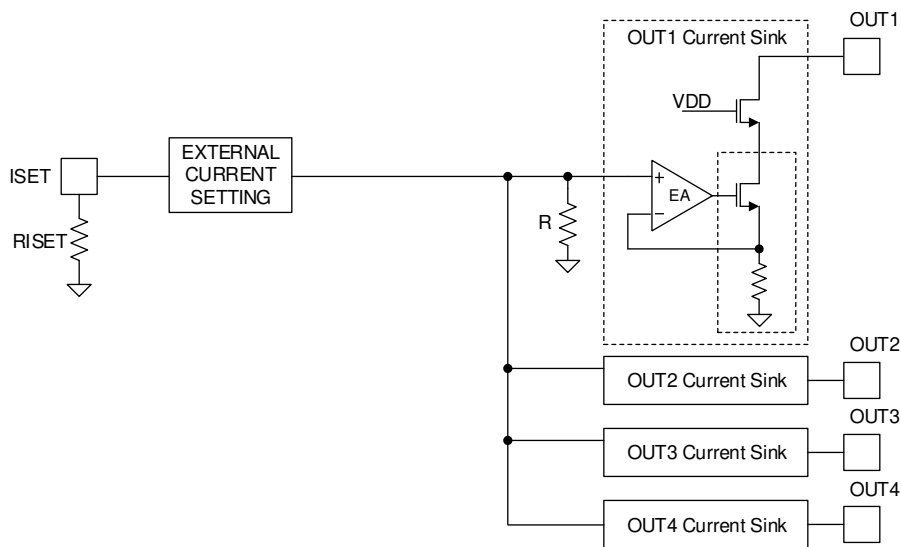 OUT1
OUT1 Current Sink
VDD
EXTERNAL
CURRENT
SETTING
ISET
+
EA
−
R
RISET
OUT2
OUT2 Current Sink
OUT3
OUT3 Current Sink
OUT4
OUT4 Current Sink